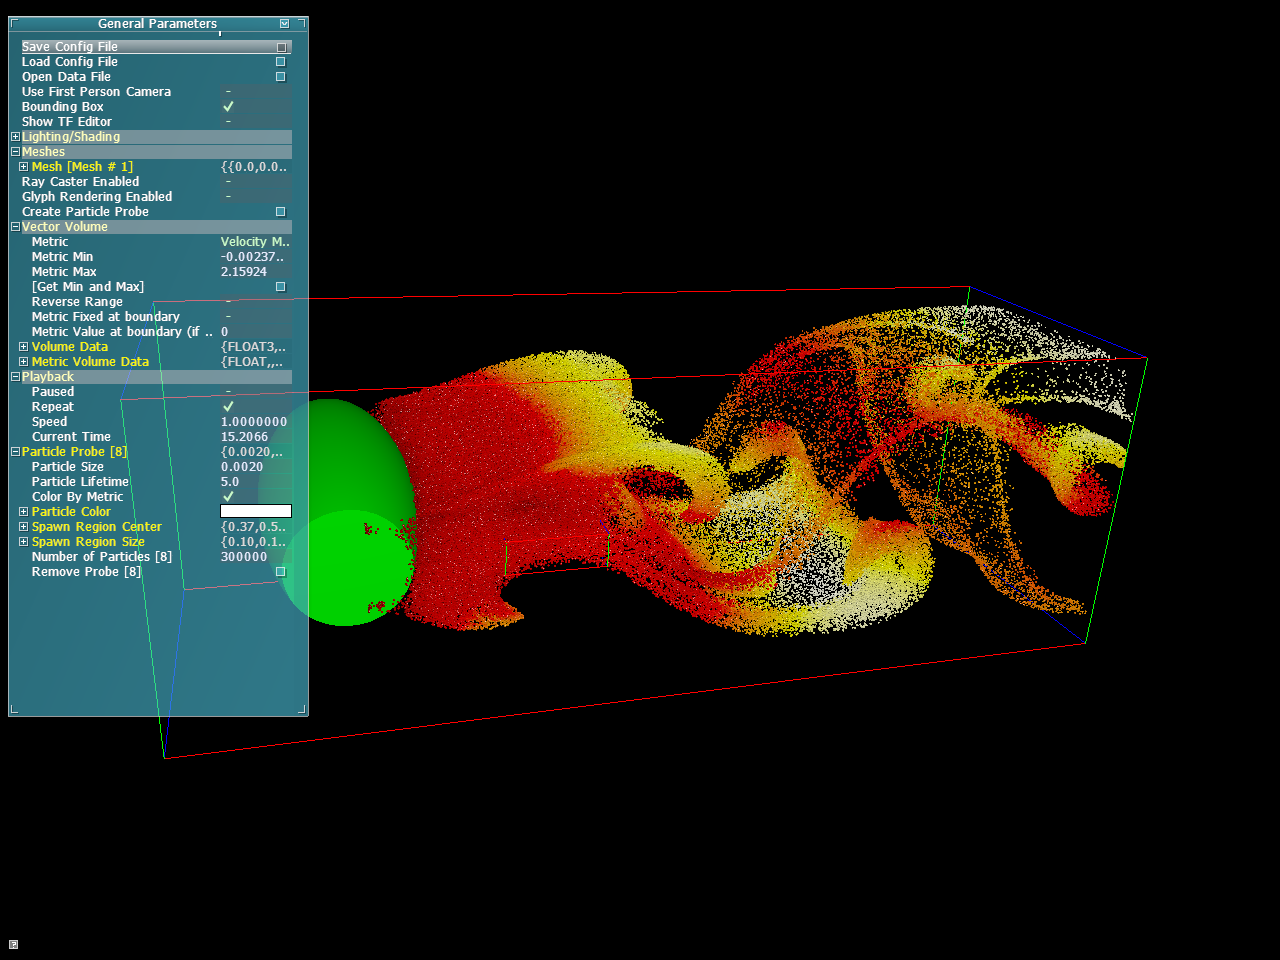 General Parameters
Save Config File
Load Config File
Open Data File
Use First Person Camera -
Bounding Box
Show TF Editor -
Lighting/Shading
Meshes
Mesh [Mesh # 1] {{0.0,0.0..
Ray Caster Enabled -
Glyph Rendering Enabled -
Create Particle Probe
Vector Volume
Metric Velocity M..
Metric Min -0.00237..
Metric Max 2.15924
[Get Min and Max]
Reverse Range -
Metric Fixed at boundary -
Metric Value at boundary (if .. 0
Volume Data {FLOAT3,..
Metric Volume Data {FLOAT,,..
Playback
Paused -
Repeat
Speed 1.0000000
Current Time 15.2066
Particle Probe [8] {0.0020,..
Particle Size 0.0020
Particle Lifetime 5.0
Color By Metric
Particle Color
Spawn Region Center {0.37,0.5..
Spawn Region Size {0.10,0.1..
Number of Particles [8] 300000
Remove Probe [8]
?